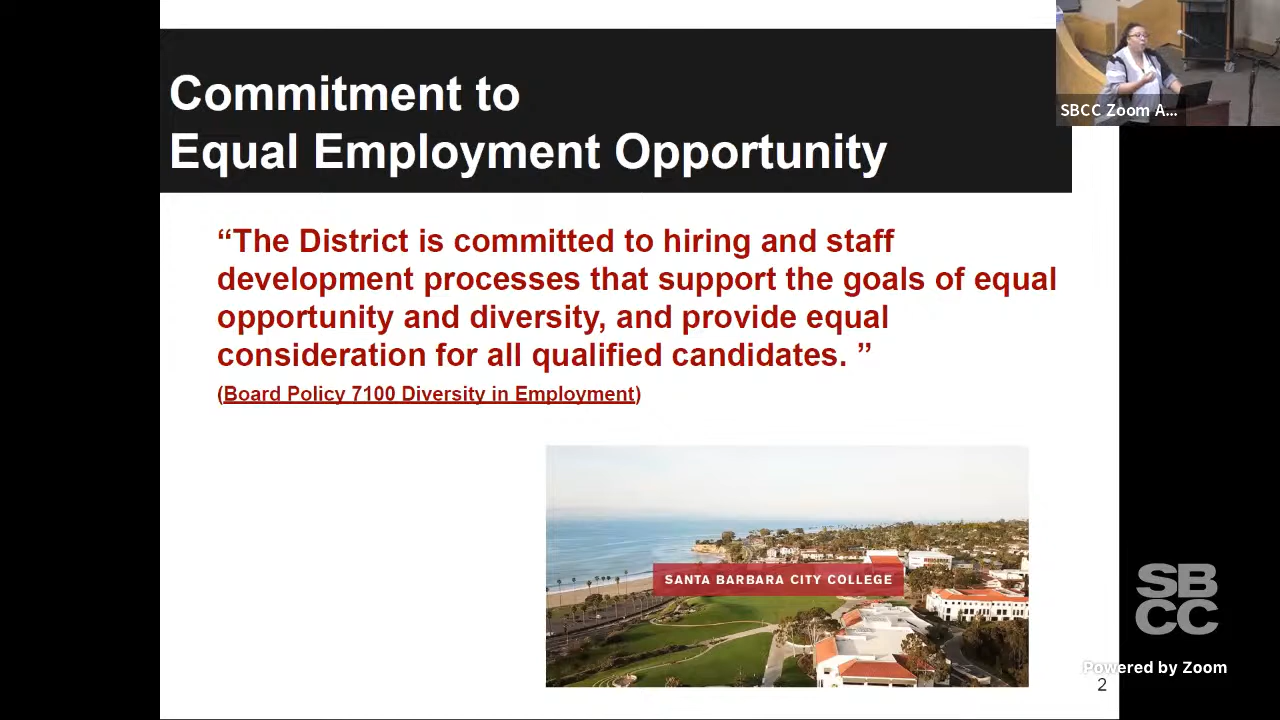 Commitment to
Equal Employment Opportunity
“The District is committed to hiring and staff
development processes that support the goals of equal
opportunity and diversity, and provide equal
consideration for all qualified candidates. ”
(Board Policy 7100 Diversity in Employment)
SANTA BARBARA CITY COLLEGE
2
SBCC Zoom A...
SB
CC
Powered by Zoom